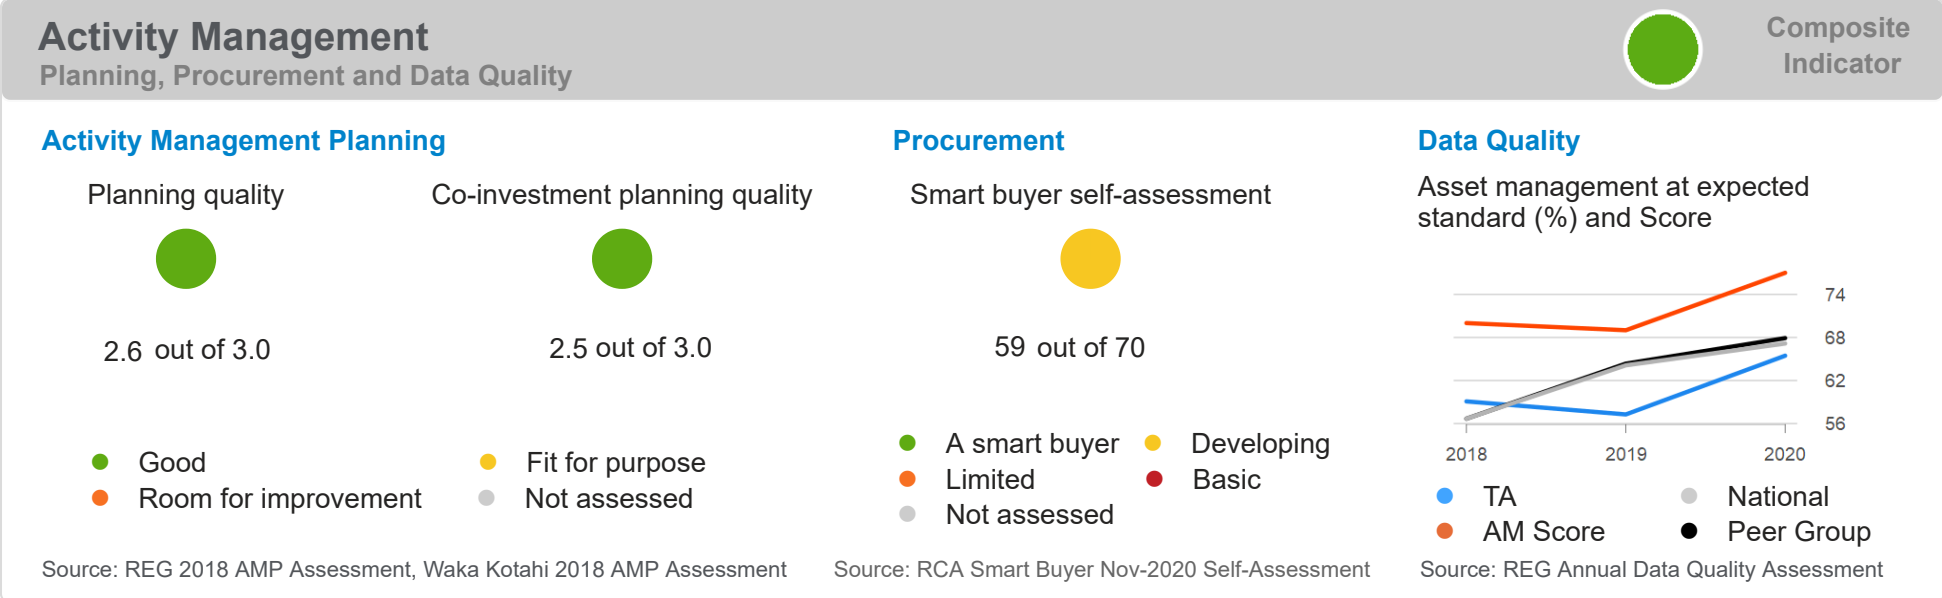 Activity Management
Planning, Procurement and Data Quality
Composite
Indicator
Activity Management Planning
Planning quality
Co-investment planning quality
2.6 out of 3.0
2.5 out of 3.0
Good
Fit for purpose
Room for improvement
Not assessed
Source: REG 2018 AMP Assessment, Waka Kotahi 2018 AMP Assessment
Procurement
Smart buyer self-assessment
59 out of 70
A smart buyer
Developing
Limited
Basic
Not assessed
Source: RCA Smart Buyer Nov-2020 Self-Assessment
Data Quality
Asset management at expected
standard (%) and Score
74
68
62
56
2018 2019 2020
TA
National
AM Score
Peer Group
Source: REG Annual Data Quality Assessment